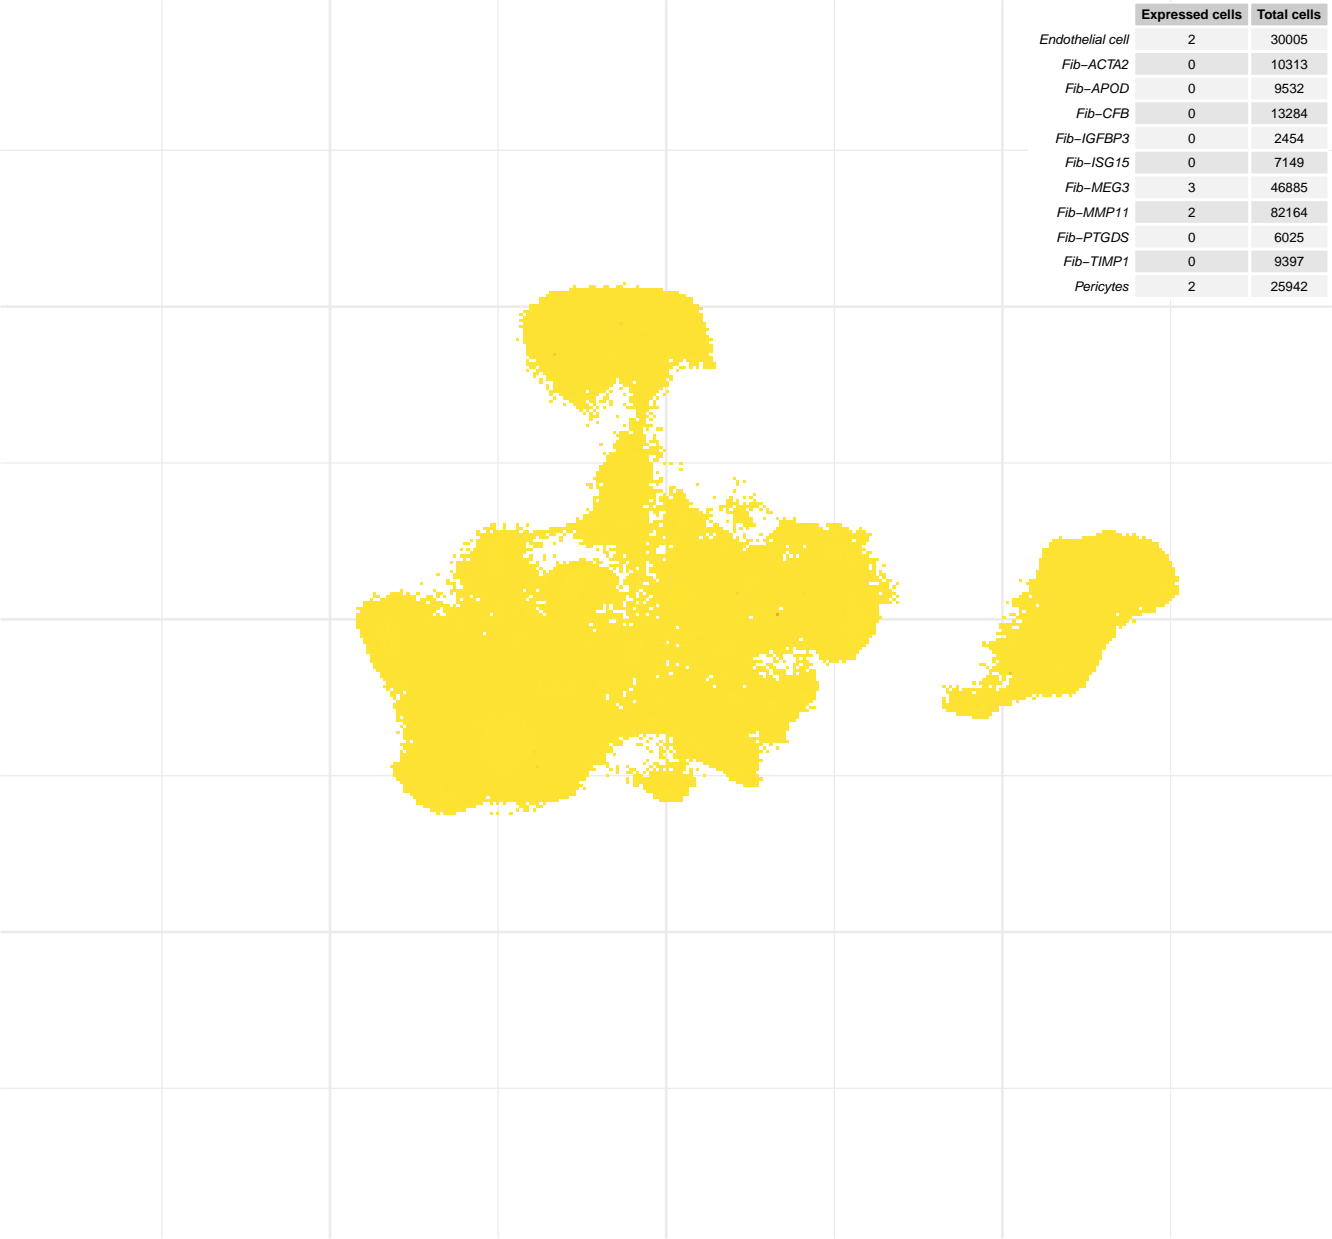 Expressed cells Total cells
Endothelial cell 2 30005
Fib−ACTA2 0 10313
Fib−APOD 0 9532
Fib−CFB 0 13284
Fib−IGFBP3 0 2454
Fib−ISG15 0 7149
Fib−MEG3 3 46885
Fib−MMP11 2 82164
Fib−PTGDS 0 6025
Fib−TIMP1 0 9397
Pericytes 2 25942